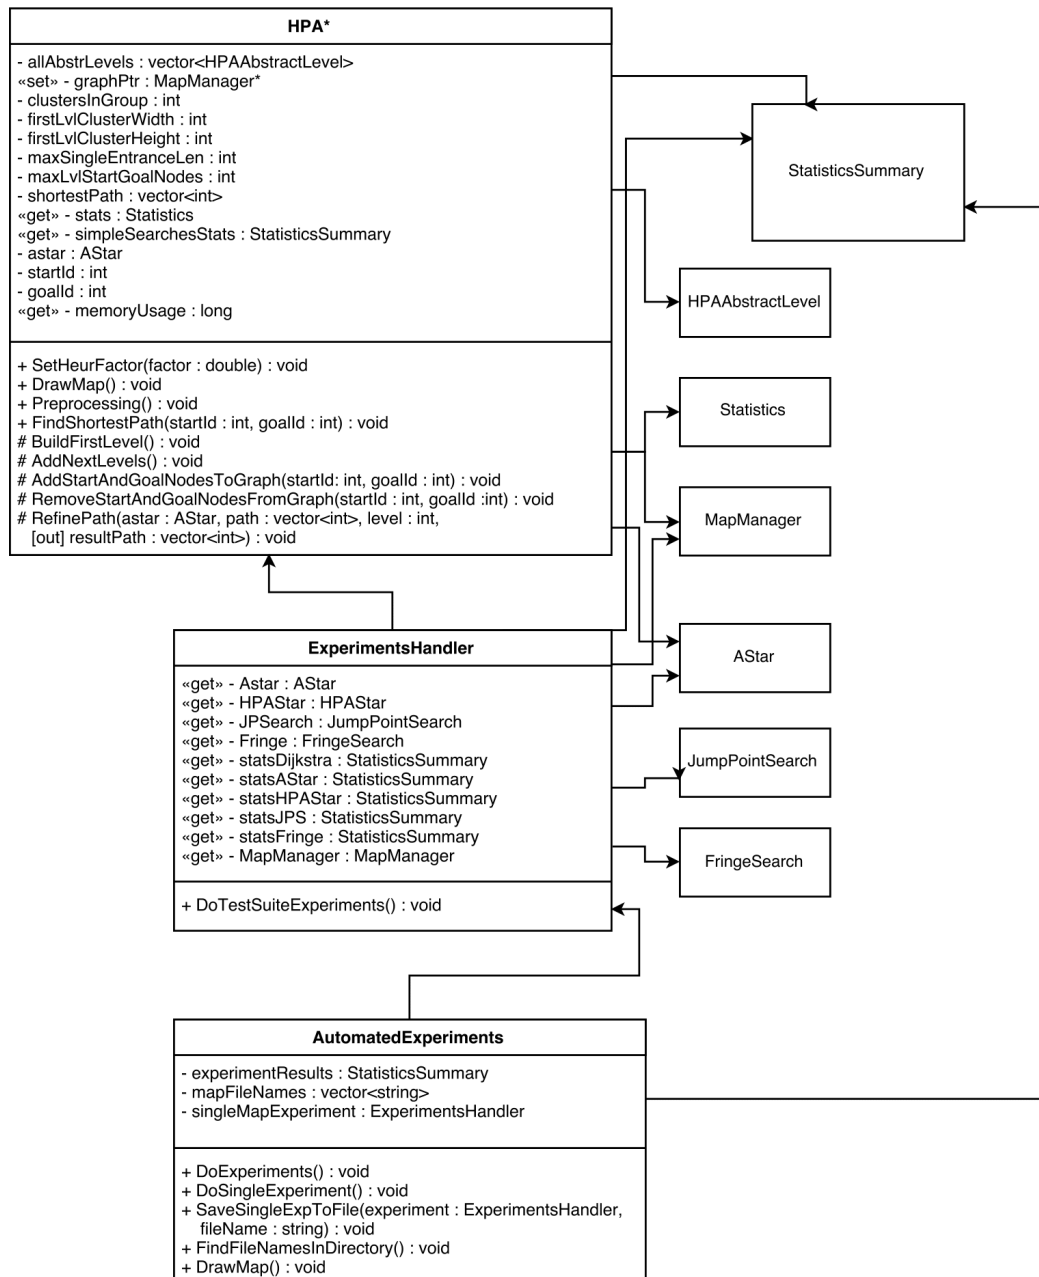 HPA*
- allAbstrLevels : vector<HPAAbstractLevel>
«set» - graphPtr : MapManager*
- clustersInGroup : int
- firstLvlClusterWidth : int
- firstLvlClusterHeight : int
- maxSingleEntranceLen : int
- maxLvlStartGoalNodes : int
- shortestPath : vector<int>
«get» - stats : Statistics
«get» - simpleSearchesStats : StatisticsSummary
- astar : AStar
- startId : int
- goalId : int
«get» - memoryUsage : long
+ SetHeurFactor(factor : double) : void
+ DrawMap() : void
+ Preprocessing() : void
+ FindShortestPath(startId : int, goalId : int) : void
# BuildFirstLevel() : void
# AddNextLevels() : void
# AddStartAndGoalNodesToGraph(startId: int, goalId : int) : void
# RemoveStartAndGoalNodesFromGraph(startId : int, goalId :int) : void
# RefinePath(astar : AStar, path : vector<int>, level : int,
[out] resultPath : vector<int>) : void
StatisticsSummary
HPAAbstractLevel
Statistics
MapManager
AStar
JumpPointSearch
FringeSearch
ExperimentsHandler
«get» - Astar : AStar
«get» - HPAStar : HPAStar
«get» - JPSearch : JumpPointSearch
«get» - Fringe : FringeSearch
«get» - statsDijkstra : StatisticsSummary
«get» - statsAStar : StatisticsSummary
«get» - statsHPAStar : StatisticsSummary
«get» - statsJPS : StatisticsSummary
«get» - statsFringe : StatisticsSummary
«get» - MapManager : MapManager
+ DoTestSuiteExperiments() : void
AutomatedExperiments
- experimentResults : StatisticsSummary
- mapFileNames : vector<string>
- singleMapExperiment : ExperimentsHandler
+ DoExperiments() : void
+ DoSingleExperiment() : void
+ SaveSingleExpToFile(experiment : ExperimentsHandler,
fileName : string) : void
+ FindFileNamesInDirectory() : void
+ DrawMap() : void